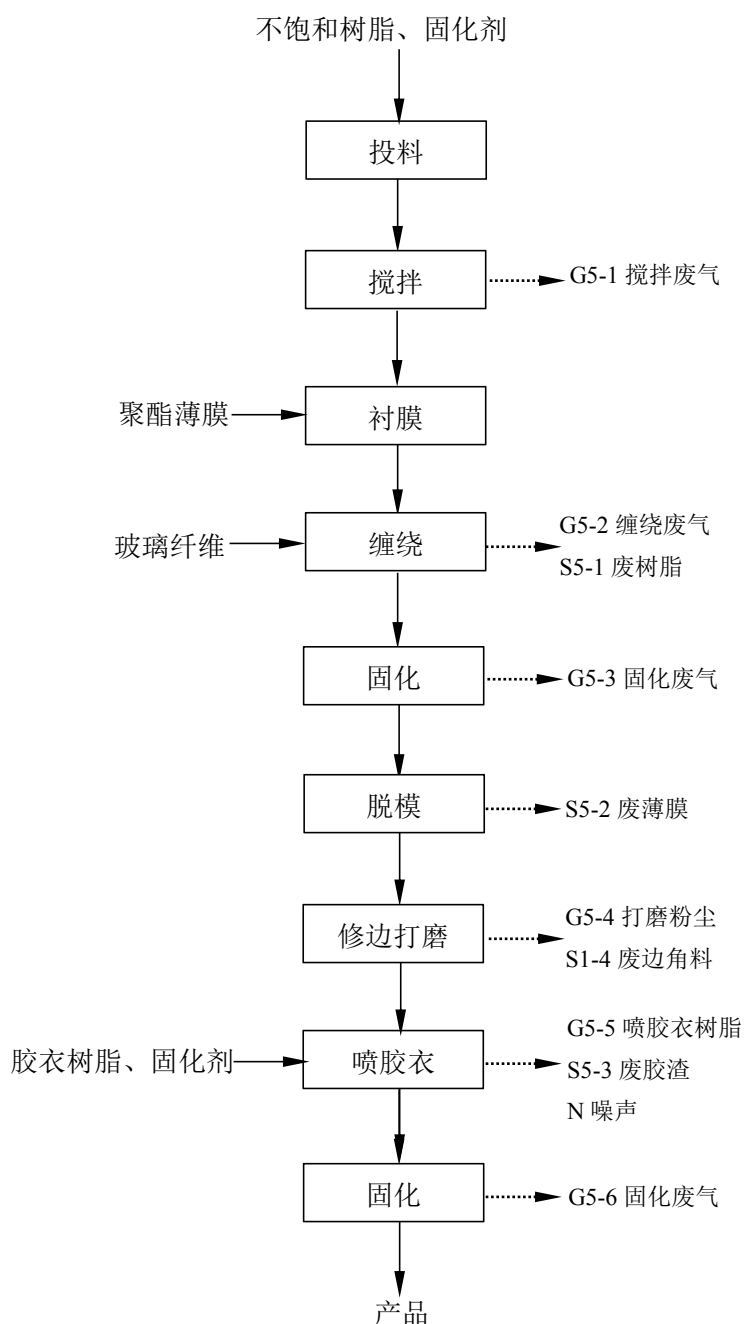 不饱和树脂、固化剂
投料
搅拌
G5-1 搅拌废气
聚酯薄膜
衬膜
玻璃纤维
缠绕
G5-2 缠绕废气
S5-1 废树脂
固化
G5-3 固化废气
脱模
S5-2 废薄膜
修边打磨
G5-4 打磨粉尘
S1-4 废边角料
胶衣树脂、固化剂
喷胶衣
G5-5 喷胶衣树脂
S5-3 废胶渣
N 噪声
固化
G5-6 固化废气
产品